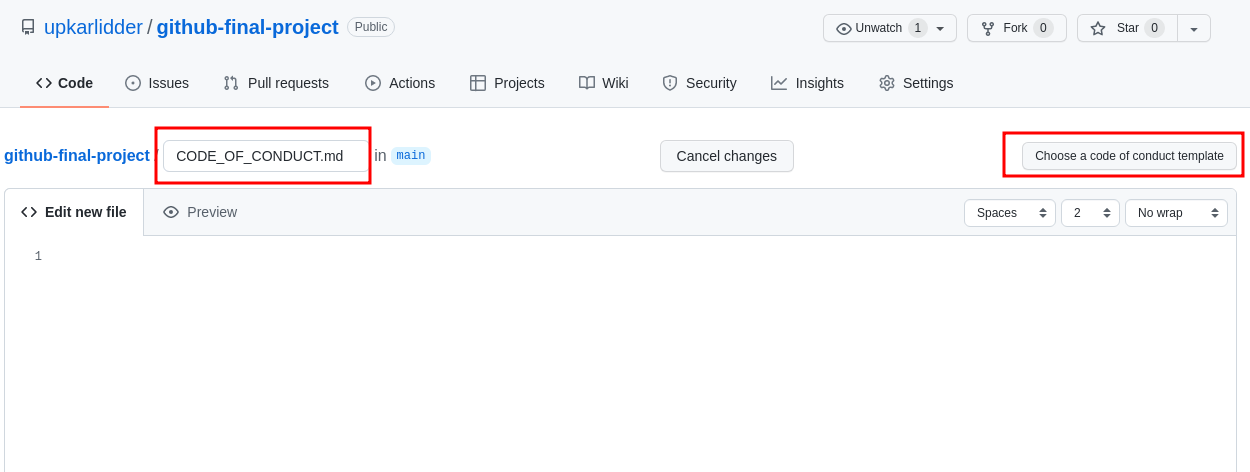 upkarlidder / github-final-project Public Unwatch 1 Fork 0 Star 0
Code Issues Pull requests Actions Projects Wiki Security Insights Settings
github-final-project / CODE_OF_CONDUCT.md in main Cancel changes Choose a code of conduct template
Edit new file Preview Spaces 2 No wrap
1